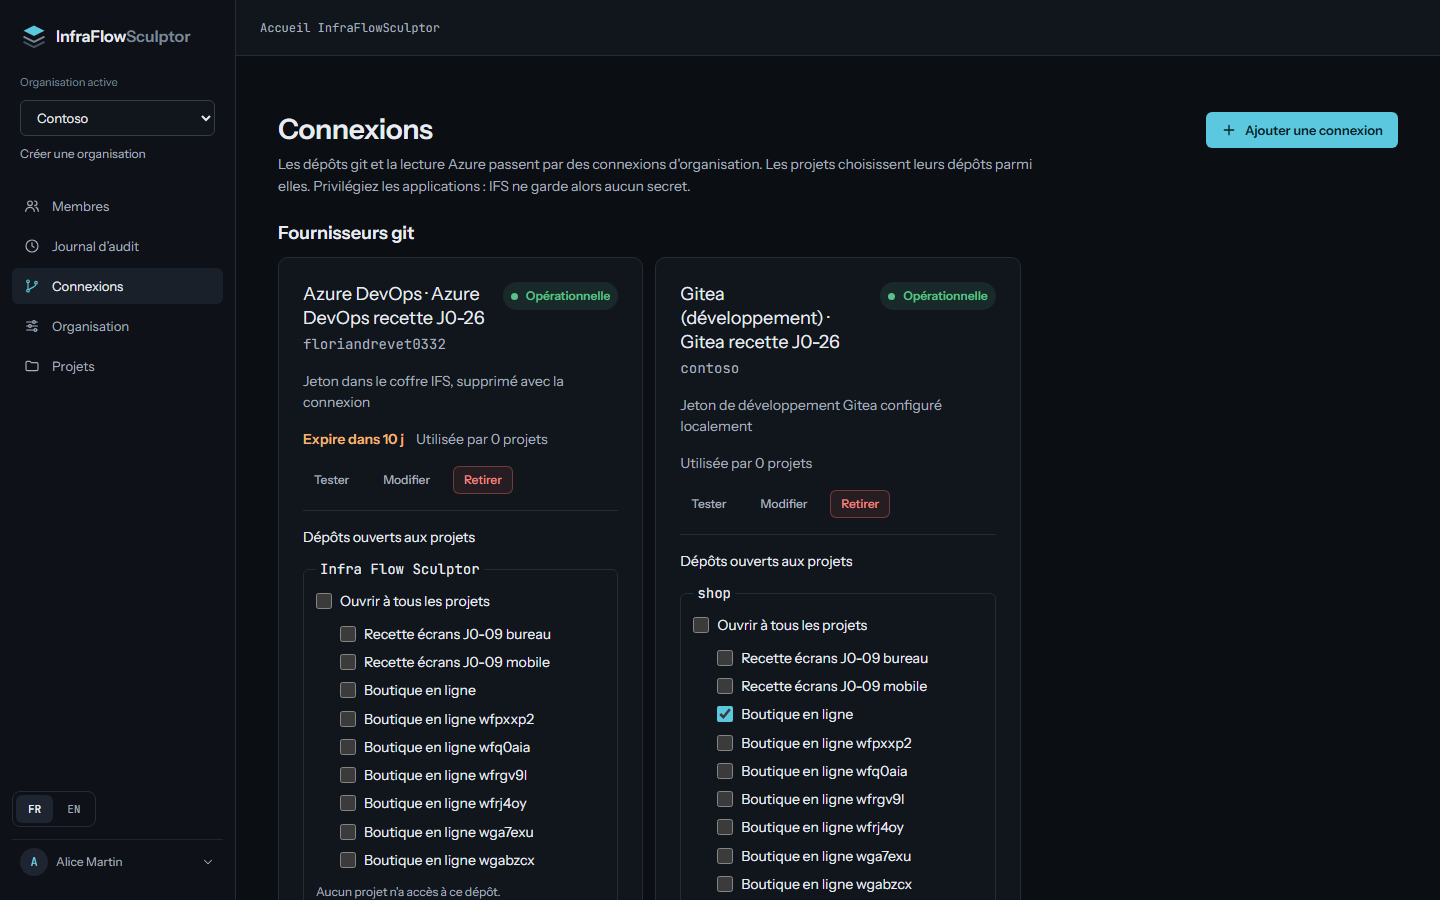 InfraFlowSculptor
Organisation active
Contoso
Créer une organisation
Membres
Journal d'audit
Connexions
Organisation
Projets
FR
EN
A
Alice Martin
Accueil InfraFlowSculptor
Connexions
Ajouter une connexion
Les dépôts git et la lecture Azure passent par des connexions d'organisation. Les projets choisissent leurs dépôts parmi
elles. Privilégiez les applications : IFS ne garde alors aucun secret.
Fournisseurs git
Azure DevOps · Azure
DevOps recette J0-26
Opérationnelle
floriandrevet0332
Jeton dans le coffre IFS, supprimé avec la
connexion
Expire dans 10 j
Utilisée par 0 projets
Tester
Modifier
Retirer
Dépôts ouverts aux projets
Infra Flow Sculptor
Ouvrir à tous les projets
Recette écrans J0-09 bureau
Recette écrans J0-09 mobile
Boutique en ligne
Boutique en ligne wfpxxp2
Boutique en ligne wfq0aia
Boutique en ligne wfrgv9l
Boutique en ligne wfrj4oy
Boutique en ligne wga7exu
Boutique en ligne wgabzcx
Aucun projet n'a accès à ce dépôt.
Gitea
(développement) ·
Gitea recette J0-26
Opérationnelle
contoso
Jeton de développement Gitea configuré
localement
Utilisée par 0 projets
Tester
Modifier
Retirer
Dépôts ouverts aux projets
shop
Ouvrir à tous les projets
Recette écrans J0-09 bureau
Recette écrans J0-09 mobile
Boutique en ligne
Boutique en ligne wfpxxp2
Boutique en ligne wfq0aia
Boutique en ligne wfrgv9l
Boutique en ligne wfrj4oy
Boutique en ligne wga7exu
Boutique en ligne wgabzcx